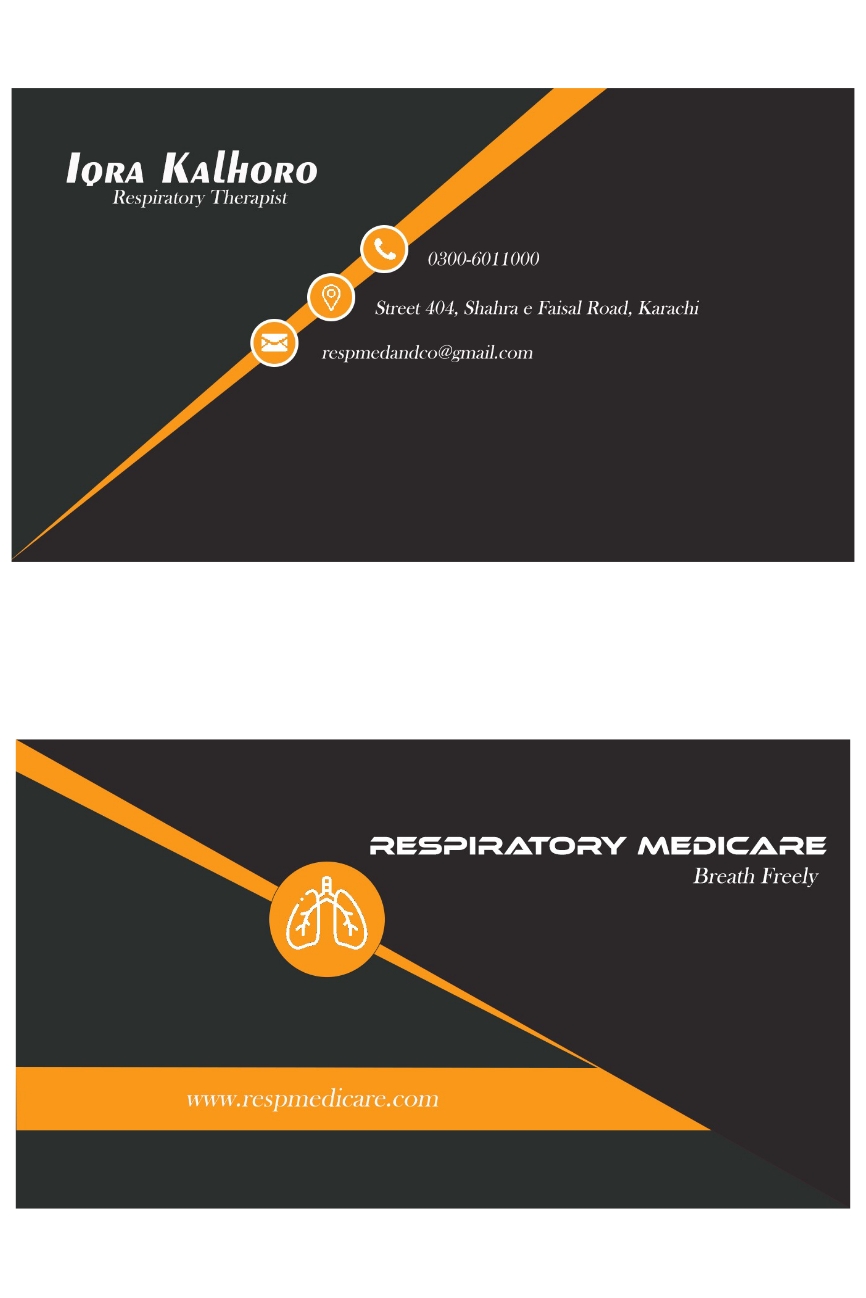 Iqra Kalhoro
Respiratory Therapist
0300-6011000
Street 404, Shahra e Faisal Road, Karachi
respmedandco@gmail.com
RESPIRATORY MEDICARE
Breath Freely
www.respmedicare.com